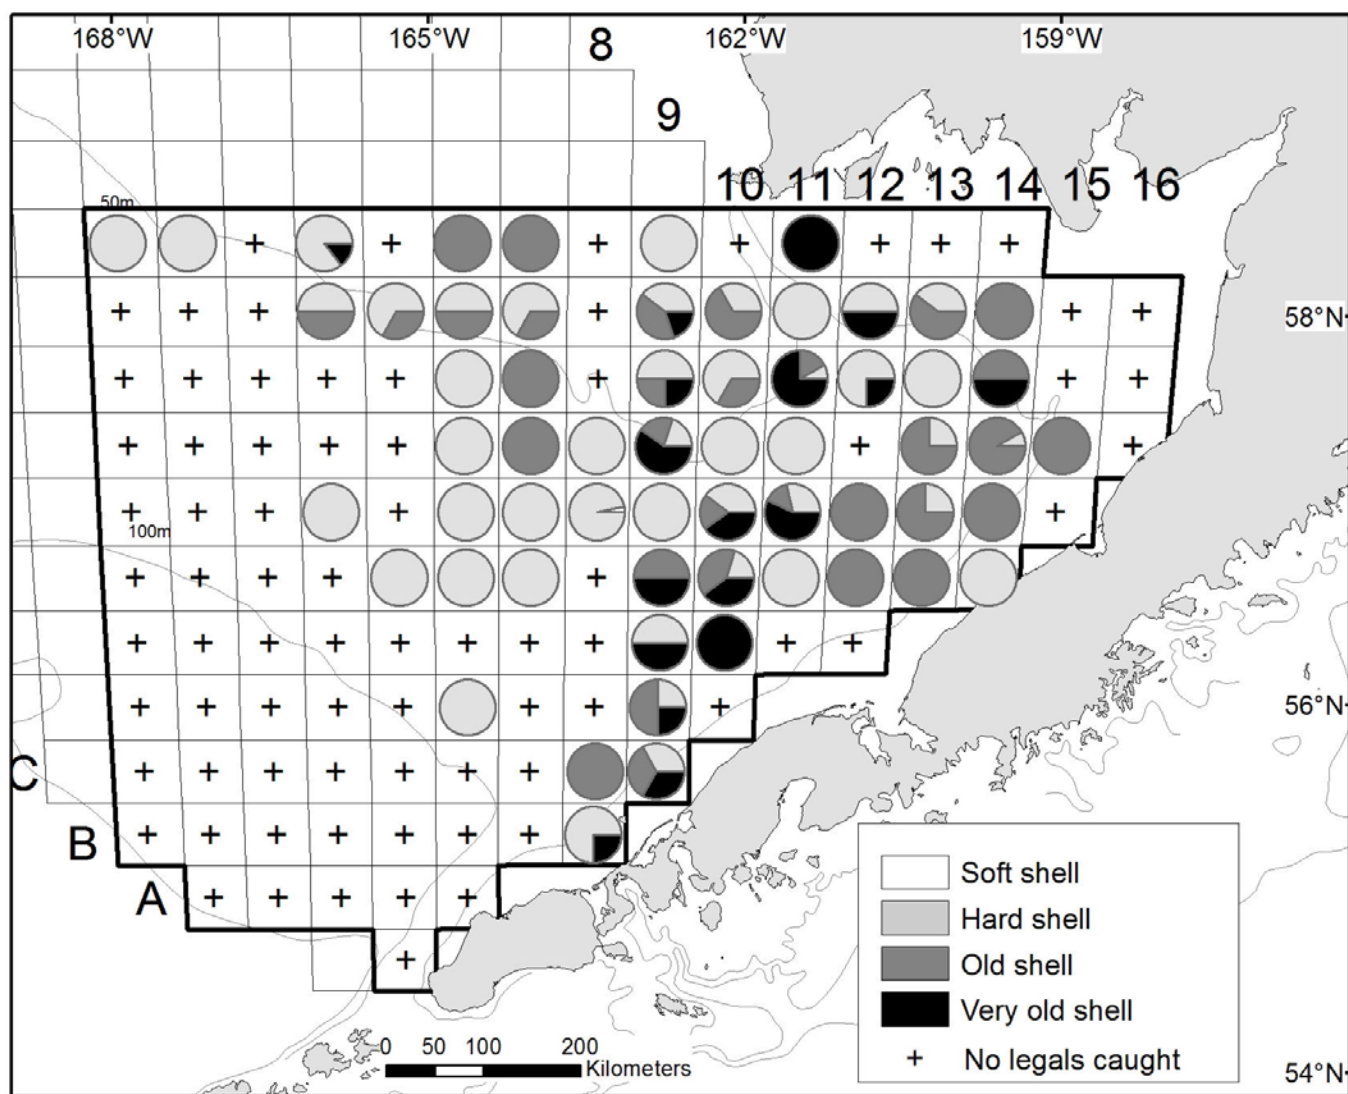 168°W 165°W 162°W 159°W
8
9
10 11 12 13 14 15 16
50m
58°N
100m
56°N
C
B
A
Soft shell
Hard shell
Old shell
Very old shell
+ No legals caught
0 50 100 200
Kilometers
54°N